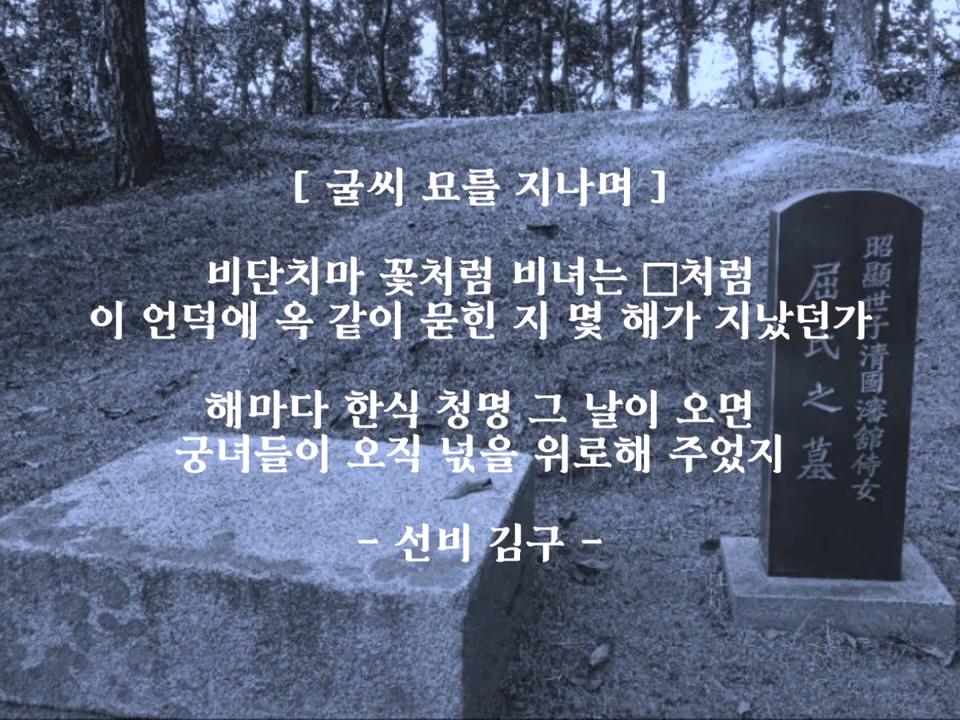 [ 굴씨 묘를 지나며 ]
비단치마 꽃처럼 비녀는 □처럼
이 언덕에 옥 같이 묻힌 지 몇 해가 지났던가
해마다 한식 청명 그 날이 오면
궁녀들이 오직 넋을 위로해 주었지
- 선비 김구 -
昭顯世子清國瀋舘侍女
屈氏之墓